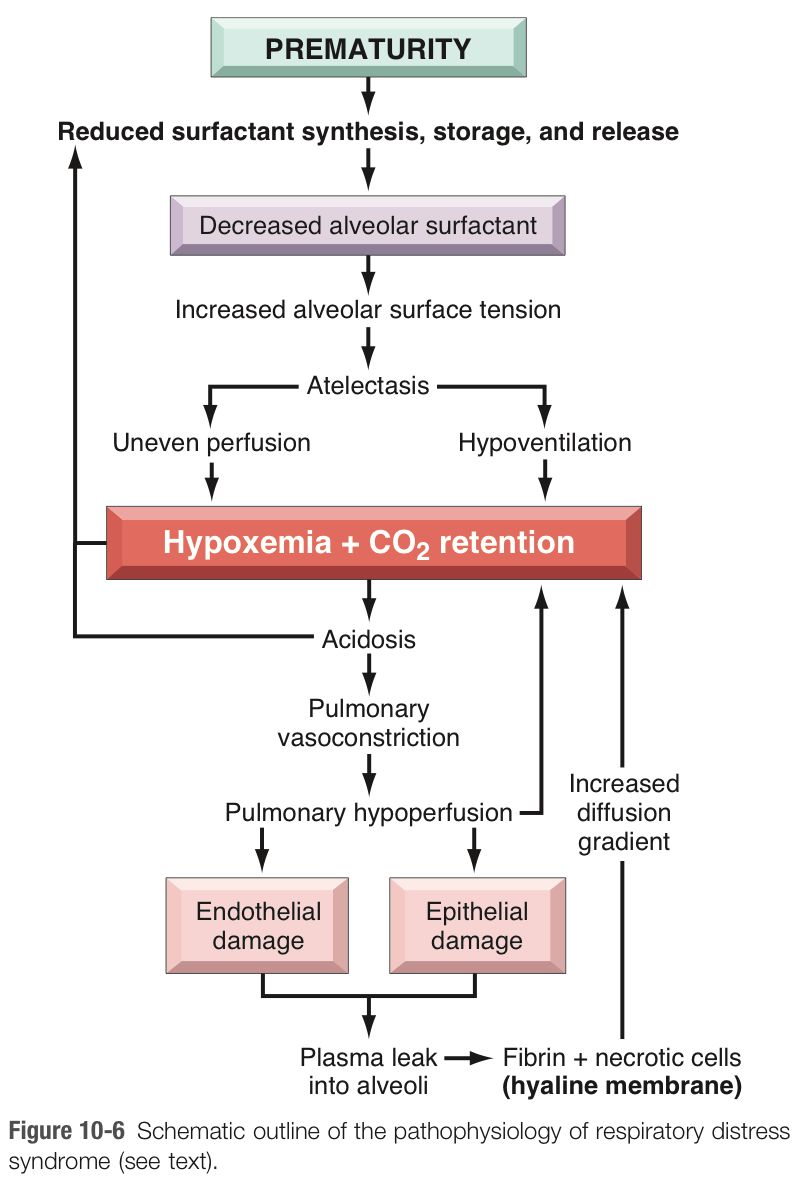 PREMATURITY
Reduced surfactant synthesis, storage, and release
Decreased alveolar surfactant
Increased alveolar surface tension
Atelectasis
Uneven perfusion
Hypoventilation
Hypoxemia + CO₂ retention
Acidosis
Pulmonary
vasoconstriction
Pulmonary hypoperfusion
Increased
diffusion
gradient
Endothelial
damage
Epithelial
damage
Plasma leak
into alveoli
Fibrin + necrotic cells
(hyaline membrane)
Figure 10-6 Schematic outline of the pathophysiology of respiratory distress
syndrome (see text).